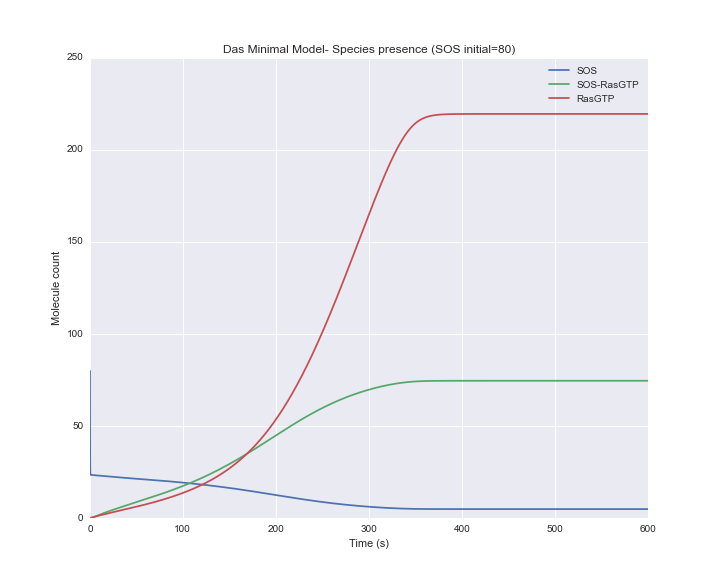 Das Minimal Model- Species presence (SOS initial=80)
250
200
150
100
50
0
Molecule count
SOS
SOS-RasGTP
RasGTP
0 100 200 300 400 500 600
Time (s)